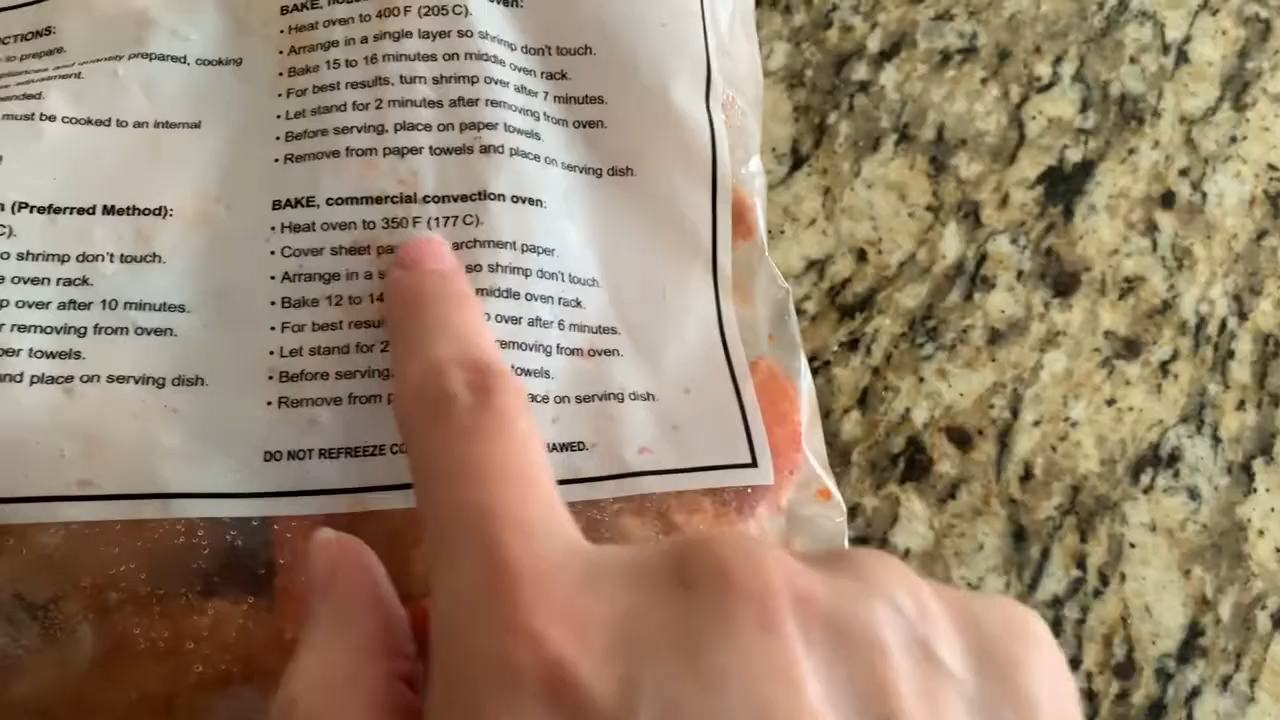 CTIONS:
to prepare.
and quantity prepared, cooking
adjustment.
ended.
must be cooked to an internal
(Preferred Method):
C).
o shrimp don't touch.
oven rack.
p over after 10 minutes.
r removing from oven.
per towels.
nd place on serving dish.
BAKE,
• Heat oven to 400 F (205 C).
• Arrange in a single layer so shrimp don't touch.
• Bake 15 to 16 minutes on middle oven rack.
• For best results, turn shrimp over after 7 minutes.
• Let stand for 2 minutes after removing from oven.
• Before serving, place on paper towels.
• Remove from paper towels and place on serving dish.
BAKE, commercial convection oven:
• Heat oven to 350 F (177 C).
• Cover sheet pa archment paper.
• Arrange in a s so shrimp don't touch.
• Bake 12 to 14 middle oven rack.
• For best resul over after 6 minutes.
• Let stand for 2 removing from oven.
• Before serving, towels.
• Remove from p ace on serving dish.
DO NOT REFREEZE AWED.